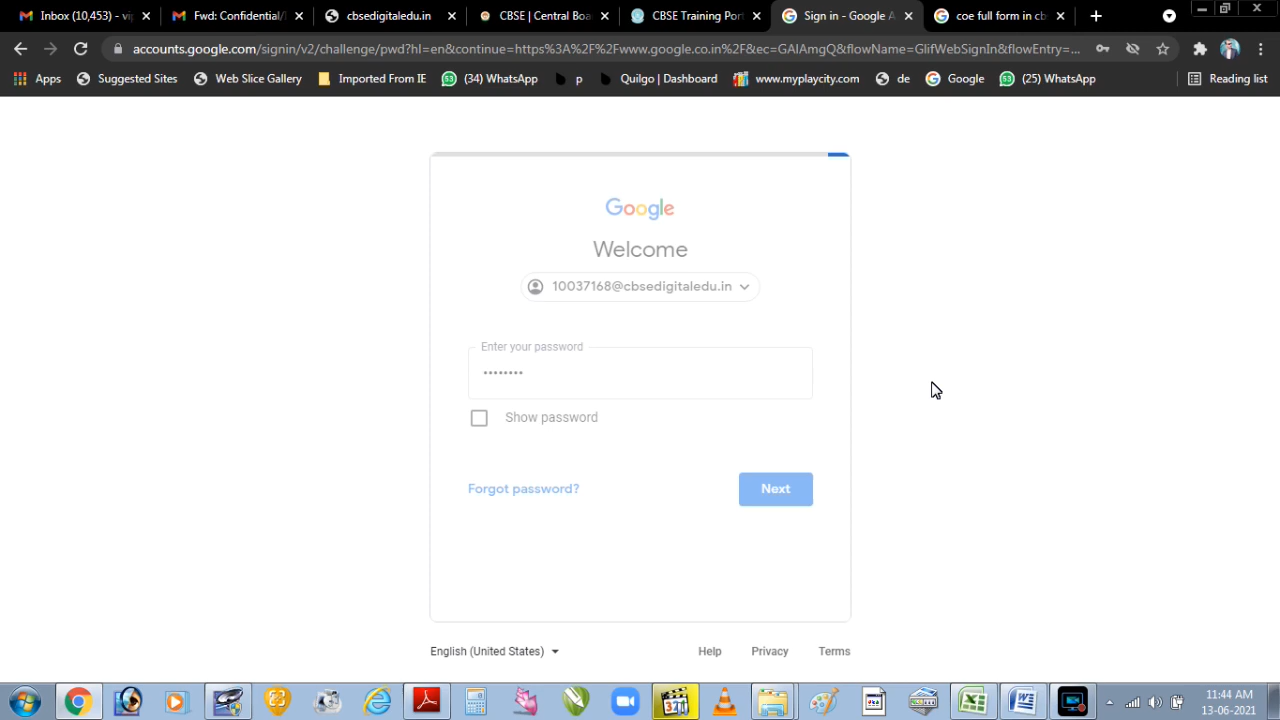 Inbox (10,453) - vi
Fwd: Confidential/
cbsedigitaledu.in
CBSE | Central Boa
CBSE Training Port
Sign in - Google A
coe full form in cb
accounts.google.com/signin/v2/challenge/pwd?hl=en&continue=https%3A%2F%2Fwww.google.co.in%2F&ec=GAlAmgQ&flowName=GlifWebSignIn&flowEntry=...
Apps
Suggested Sites
Web Slice Gallery
Imported From IE
(34) WhatsApp
p
Quilgo | Dashboard
www.myplaycity.com
de
Google
(25) WhatsApp
Reading list
Google
Welcome
10037168@cbsedigitaledu.in
Enter your password
••••••••
Show password
Forgot password?
Next
English (United States)
Help
Privacy
Terms
11:44 AM
13-06-2021